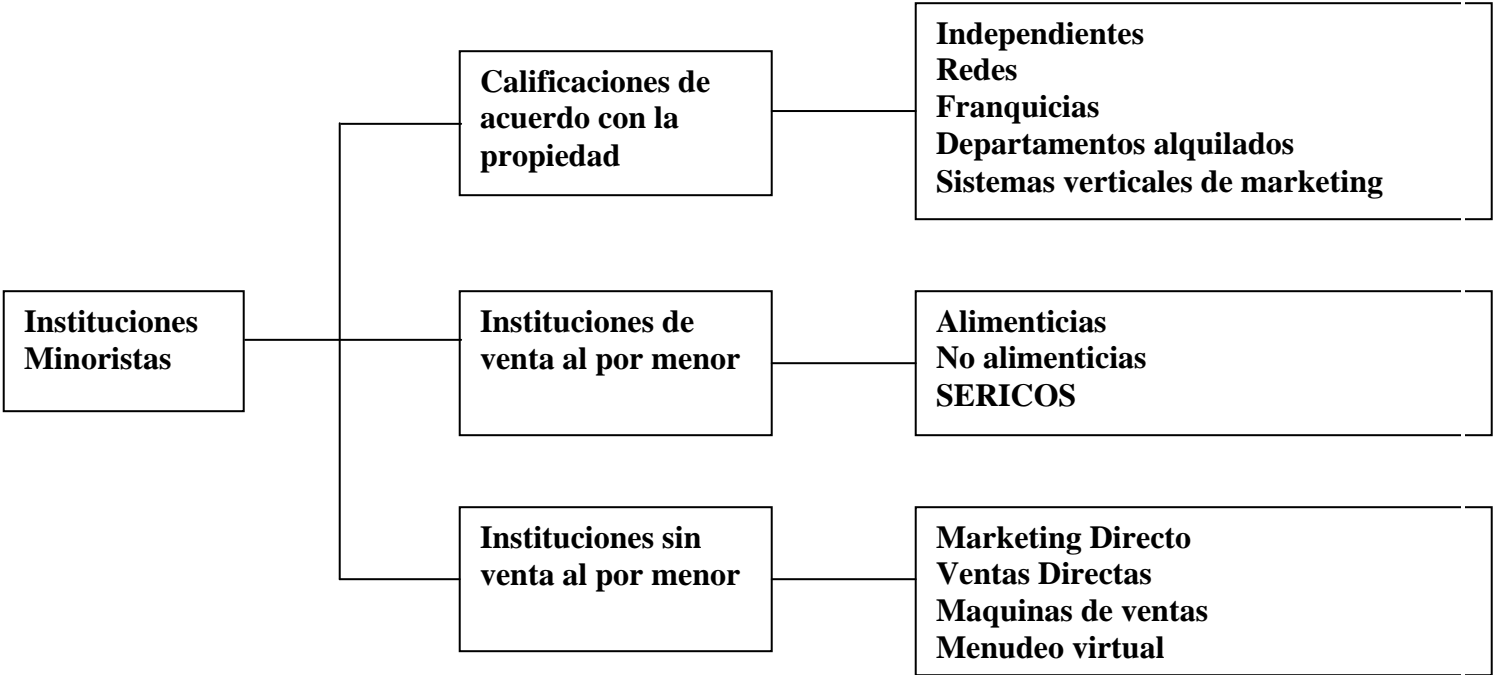 Instituciones
Minoristas
Calificaciones de
acuerdo con la
propiedad
Independientes
Redes
Franquicias
Departamentos alquilados
Sistemas verticales de marketing
Instituciones de
venta al por menor
Alimenticias
No alimenticias
SERICOS
Instituciones sin
venta al por menor
Marketing Directo
Ventas Directas
Maquinas de ventas
Menudeo virtual